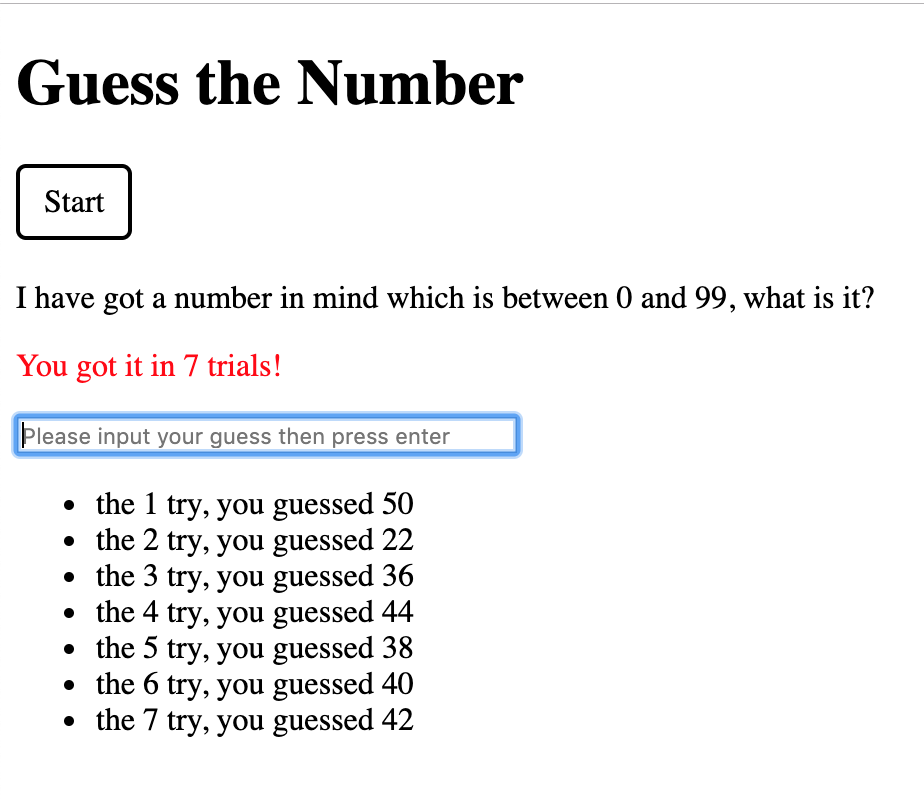 Guess the Number
Start
I have got a number in mind which is between 0 and 99, what is it?
You got it in 7 trials!
Please input your guess then press enter
• the 1 try, you guessed 50
• the 2 try, you guessed 22
• the 3 try, you guessed 36
• the 4 try, you guessed 44
• the 5 try, you guessed 38
• the 6 try, you guessed 40
• the 7 try, you guessed 42